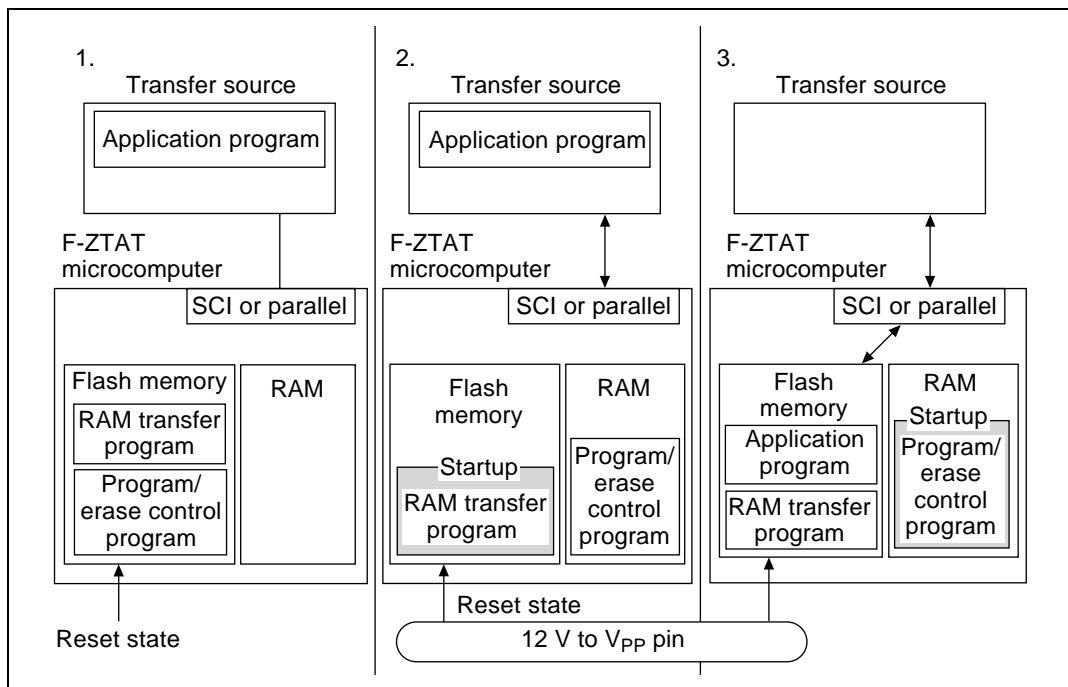 1.
Transfer source
Application program
F-ZTAT
microcomputer
SCI or parallel
Flash memory
RAM transfer
program
Program/
erase control
program
RAM
Reset state
2.
Transfer source
Application program
F-ZTAT
microcomputer
SCI or parallel
Flash
memory
Startup
RAM transfer
program
RAM
Program/
erase
control
program
Reset state
12 V to VPP pin
3.
Transfer source
F-ZTAT
microcomputer
SCI or parallel
Flash
memory
Application
program
RAM transfer
program
RAM
Startup
Program/
erase
control
program